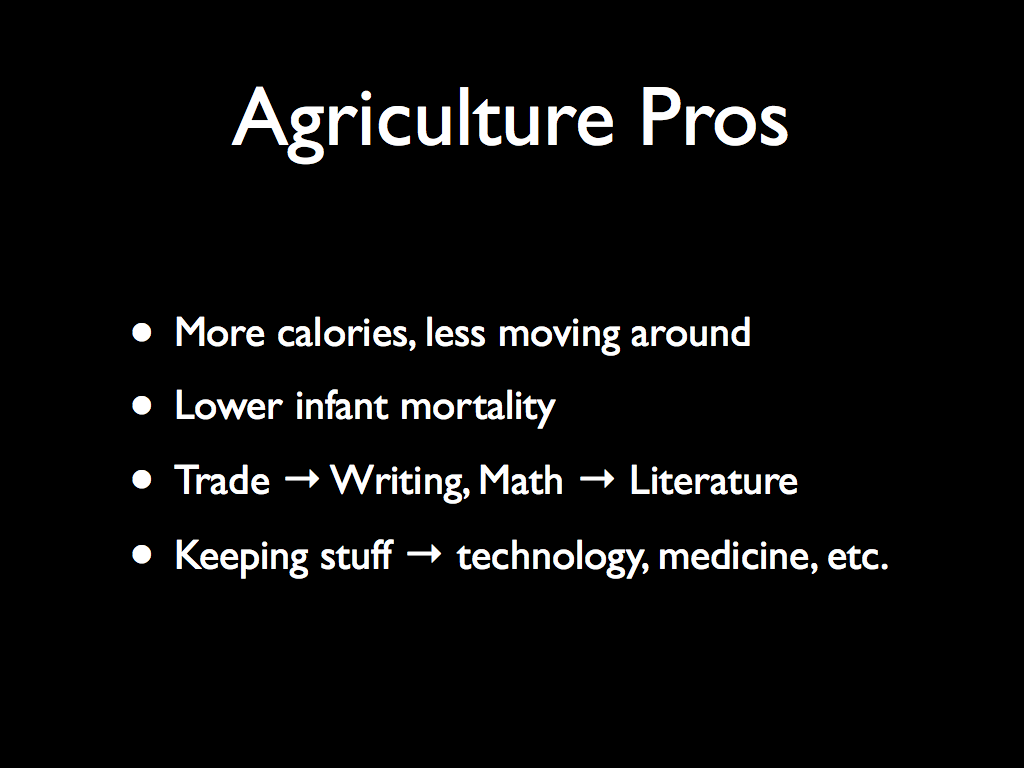 Agriculture Pros
• More calories, less moving around
• Lower infant mortality
• Trade → Writing, Math → Literature
• Keeping stuff → technology, medicine, etc.